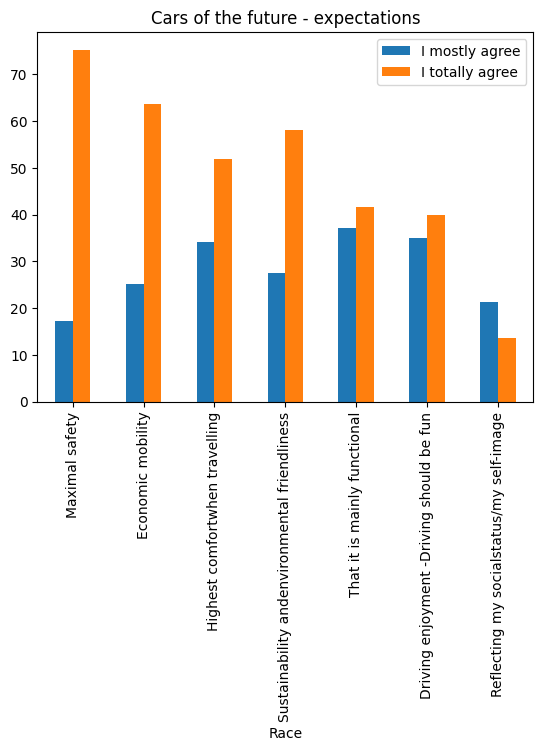 Cars of the future - expectations
I mostly agree
I totally agree
70
60
50
40
30
20
10
0
Maximal safety
Economic mobility
Highest comfortwhen travelling
Sustainability andenvironmental friendliness
That it is mainly functional
Driving enjoyment -Driving should be fun
Reflecting my socialstatus/my self-image
Race